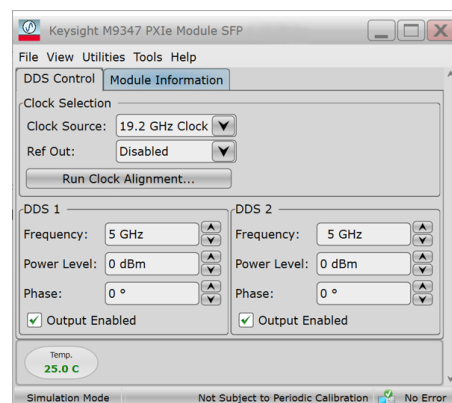 Keysight M9347 PXIe Module SFP
File View Utilities Tools Help
DDS Control Module Information
Clock Selection
Clock Source: 19.2 GHz Clock
Ref Out: Disabled
Run Clock Alignment...
DDS 1
Frequency: 5 GHz
Power Level: 0 dBm
Phase: 0 °
Output Enabled
DDS 2
Frequency: 5 GHz
Power Level: 0 dBm
Phase: 0 °
Output Enabled
Temp.
25.0 C
Simulation Mode Not Subject to Periodic Calibration No Error